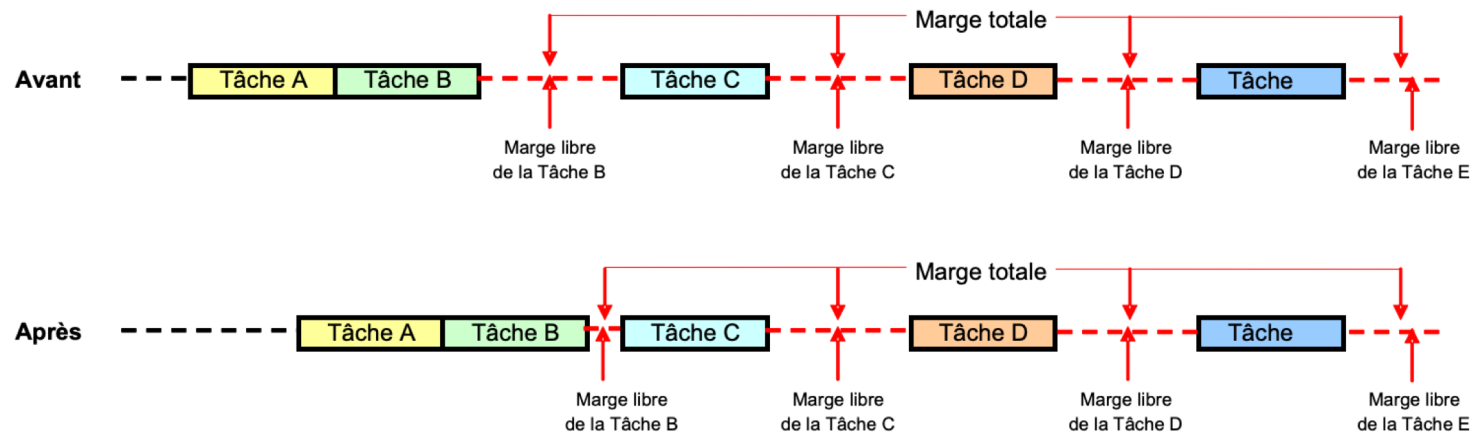 Marge totale
Avant
Tâche A
Tâche B
Tâche C
Tâche D
Tâche
Marge libre
de la Tâche B
Marge libre
de la Tâche C
Marge libre
de la Tâche D
Marge libre
de la Tâche E
Marge totale
Après
Tâche A
Tâche B
Tâche C
Tâche D
Tâche
Marge libre
de la Tâche B
Marge libre
de la Tâche C
Marge libre
de la Tâche D
Marge libre
de la Tâche E